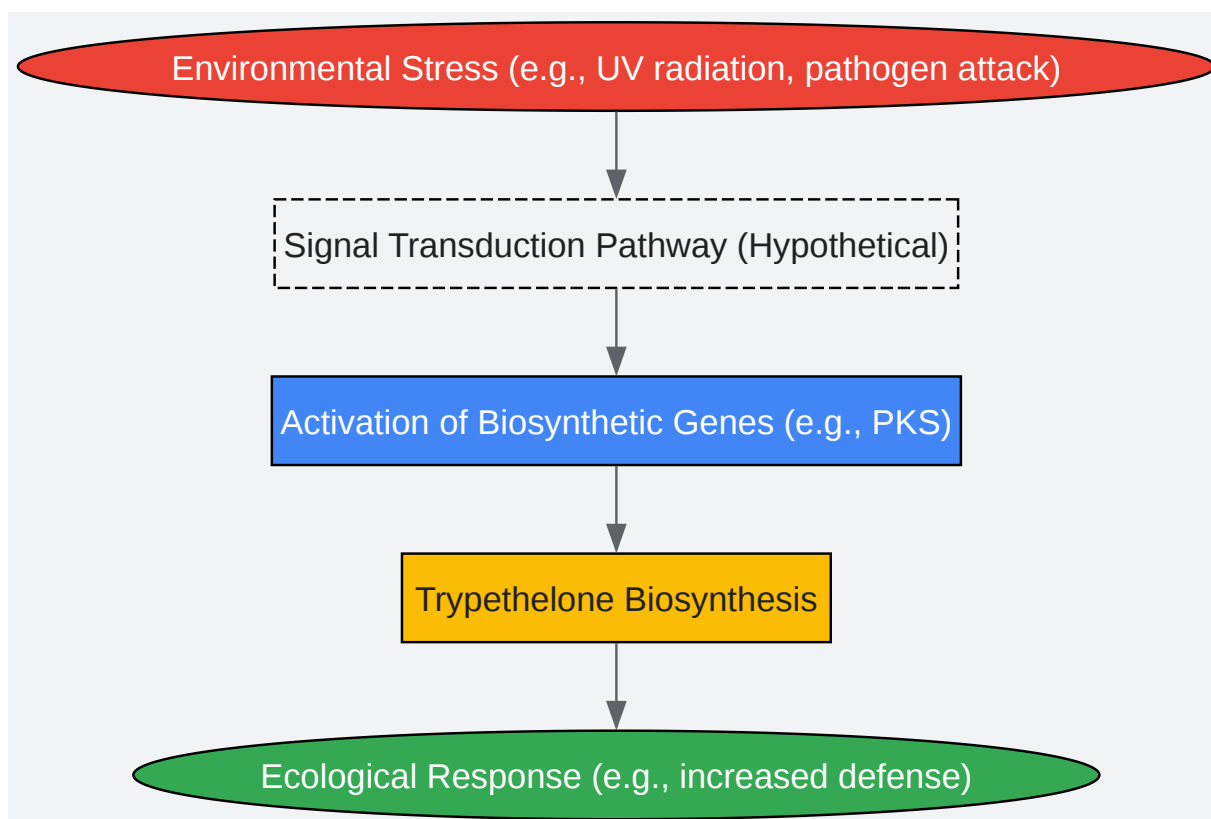 Environmental Stress (e.g., UV radiation, pathogen attack)
Signal Transduction Pathway (Hypothetical)
Activation of Biosynthetic Genes (e.g., PKS)
Trypethelone Biosynthesis
Ecological Response (e.g., increased defense)